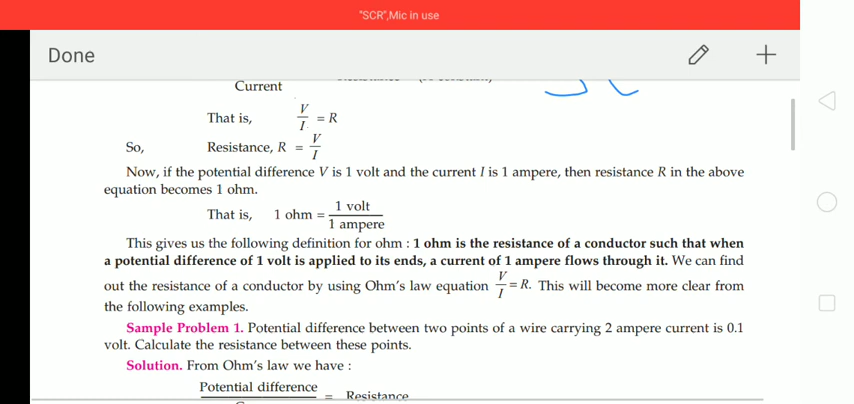 "SCR",Mic in use
Done
Current
That is, V/I = R
So, Resistance, R = V/I
Now, if the potential difference V is 1 volt and the current I is 1 ampere, then resistance R in the above
equation becomes 1 ohm.
That is, 1 ohm = 1 volt/1 ampere
This gives us the following definition for ohm : 1 ohm is the resistance of a conductor such that when
a potential difference of 1 volt is applied to its ends, a current of 1 ampere flows through it. We can find
out the resistance of a conductor by using Ohm's law equation V/I = R. This will become more clear from
the following examples.
Sample Problem 1. Potential difference between two points of a wire carrying 2 ampere current is 0.1
volt. Calculate the resistance between these points.
Solution. From Ohm's law we have :
Potential difference = Resistance